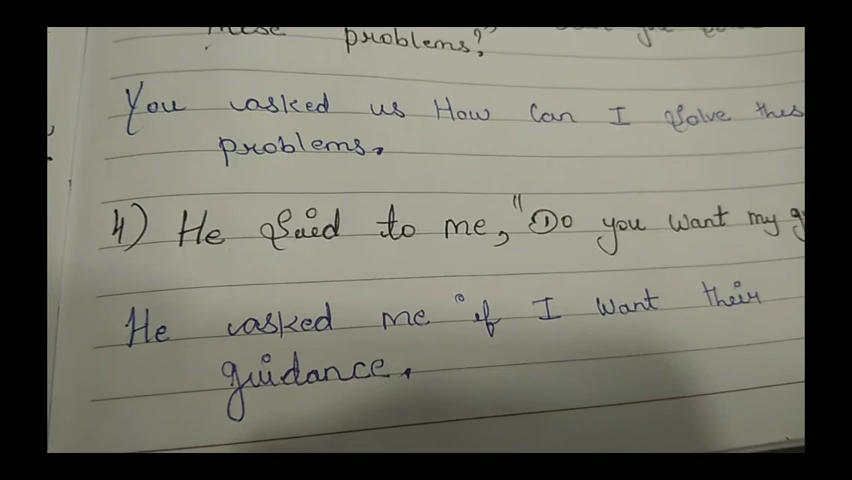 these problems?"
You asked us How can I Solve thes
problems.
4) He Said to me, "Do you want my g
He asked me if I want their
guidance.